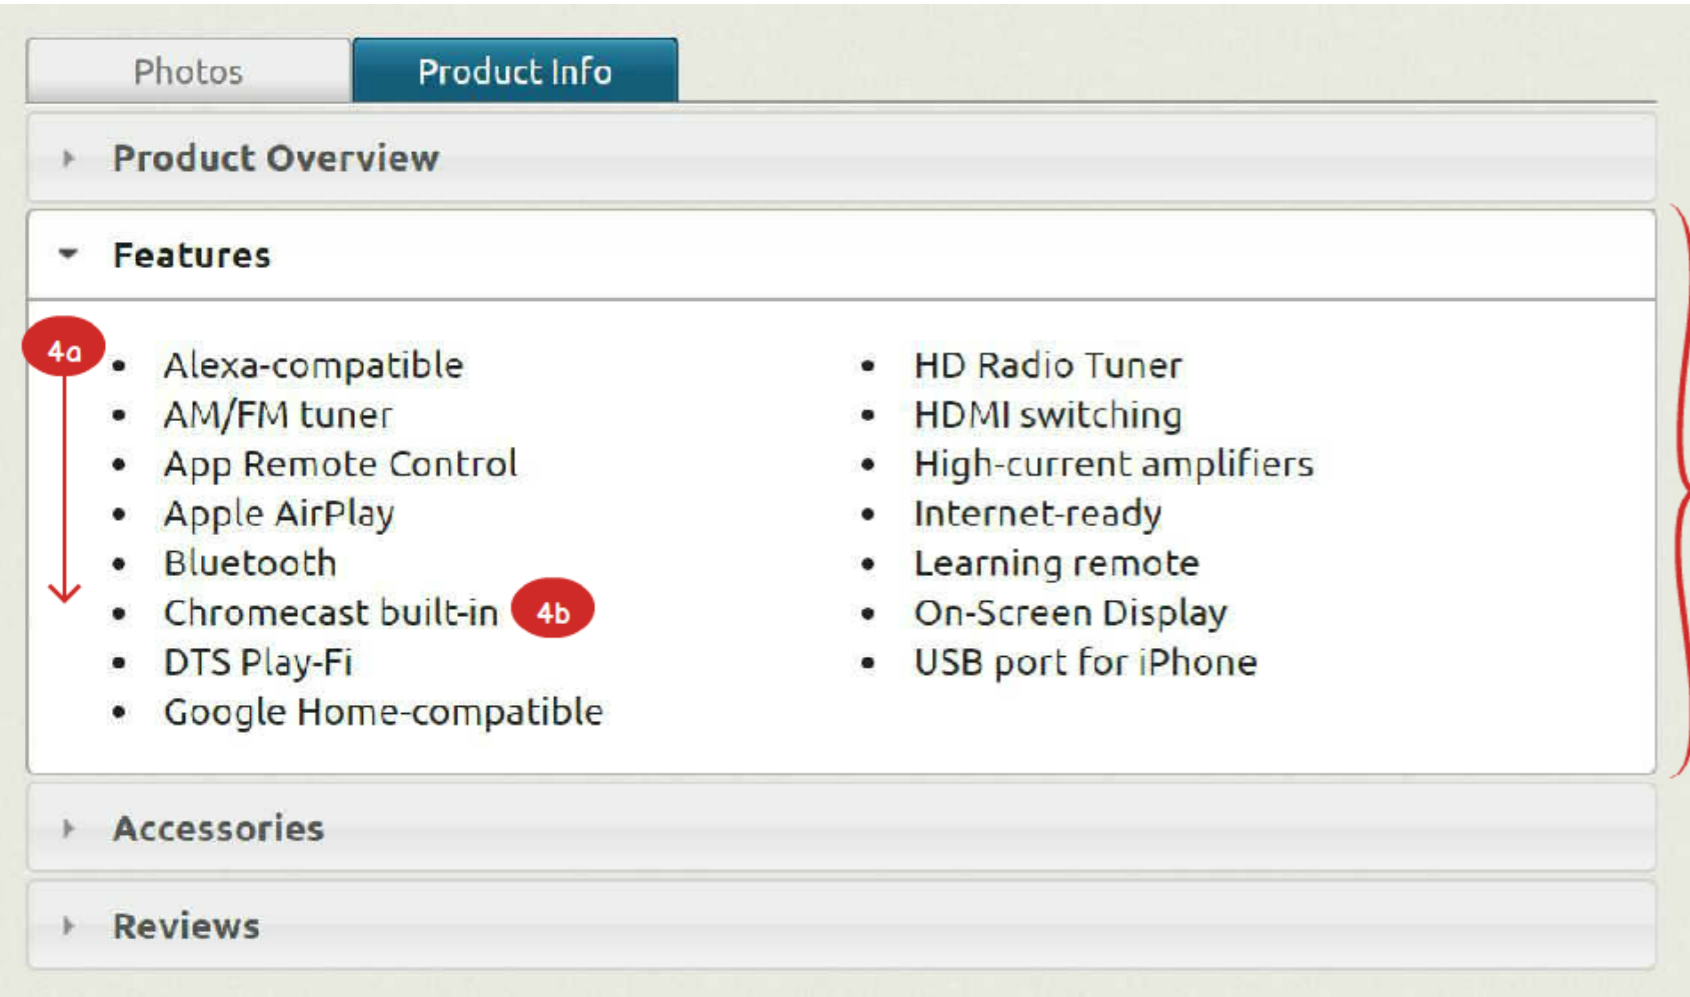 Photos
Product Info
Product Overview
Features
4a
• Alexa-compatible
• AM/FM tuner
• App Remote Control
• Apple AirPlay
• Bluetooth
• Chromecast built-in 4b
• DTS Play-Fi
• Google Home-compatible
• HD Radio Tuner
• HDMI switching
• High-current amplifiers
• Internet-ready
• Learning remote
• On-Screen Display
• USB port for iPhone
Accessories
Reviews